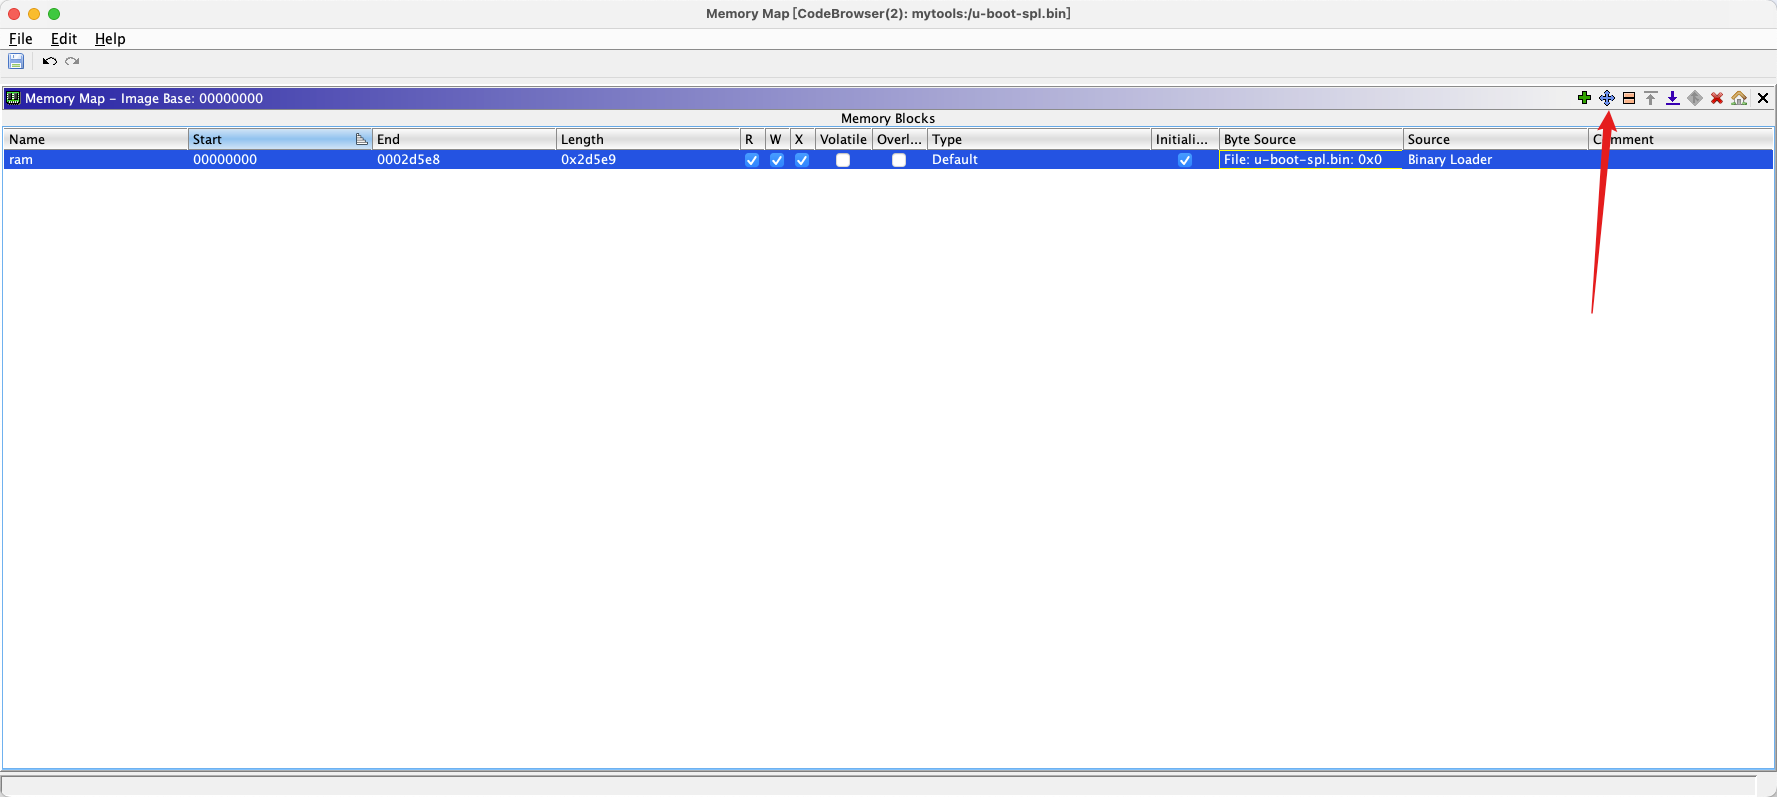 Memory Map [CodeBrowser(2): mytools:/u-boot-spl.bin]
File Edit Help
Memory Map – Image Base: 00000000
Memory Blocks
Name Start End Length R W X Volatile Overl... Type Initiali... Byte Source Source Comment
ram 00000000 0002d5e8 0x2d5e9 Default File: u-boot-spl.bin: 0x0 Binary Loader